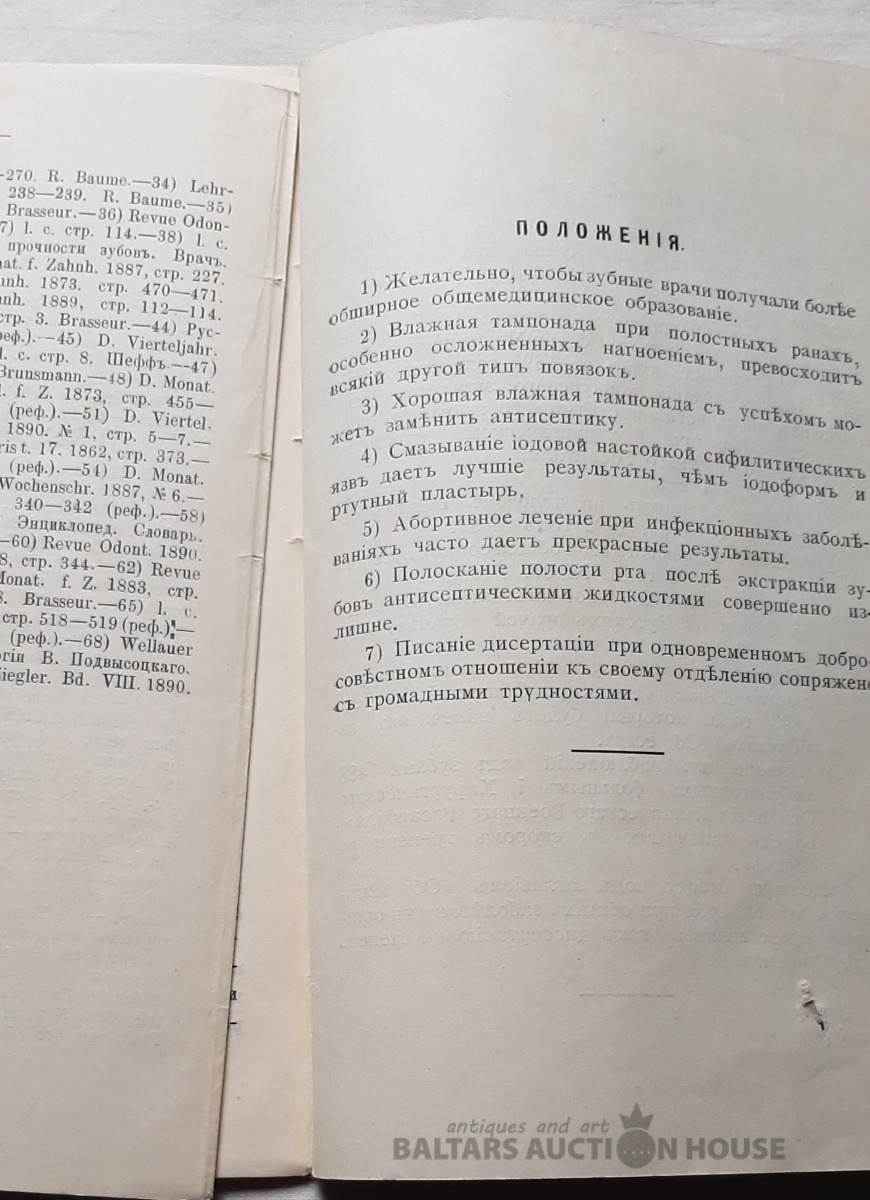 -270. R. Baume.—34) Lehr-
238—239. R. Baume.—35)
Brasseur.—36) Revue Odon-
7) l. c. стр. 114.—38) l. c.
прочности зубовъ. Врачъ.
at. f. Zahnh. 1887, стр. 227.
nh. 1873. стр. 470—471.
nh. 1889, стр. 112—114.
стр. 3. Brasseur.—44) Рус-
реф.).—45) D. Vierteljahr.
l. c. стр. 8. Шеффъ.—47)
Brunsmann.—48) D. Monat.
f. Z. 1873, стр. 455—
(реф.).—51) D. Viertel.
1890. № 1, стр. 5—7.—
rist. 17. 1862, стр. 373.—
(реф.).—54) D. Monat.
Wochenschr. 1887, № 6.—
340—342 (реф.).—58)
Энциклопед. Словарь.
—60) Revue Odont. 1890.
8, стр. 344.—62) Revue
Monat. f. Z. 1883, стр.
8. Brasseur.—65) l. c.
стр. 518—519 (реф.).—
(реф.).—68) Wellauer
огіи В. Подвысоцкаго.
Ziegler. Bd. VIII. 1890.
ПОЛОЖЕНІЯ.
1) Желательно, чтобы зубные врачи получали болѣе
обширное общемедицинское образованіе.
2) Влажная тампонада при полостныхъ ранахъ,
особенно осложненныхъ нагноеніемъ, превосходитъ
всякій другой типъ повязокъ.
3) Хорошая влажная тампонада съ успѣхомъ мо-
жетъ замѣнить антисептику.
4) Смазываніе іодовой настойкой сифилитическихъ
язвъ даетъ лучшіе результаты, чѣмъ іодоформъ и
ртутный пластырь.
5) Абортивное леченіе при инфекціонныхъ заболѣ-
ваніяхъ часто даетъ прекрасные результаты.
6) Полосканіе полости рта послѣ экстракціи зу-
бовъ антисептическими жидкостями совершенно из-
лишне.
7) Писаніе дисертаціи при одновременномъ добро-
совѣстномъ отношеніи къ своему отдѣленію сопряжено
съ громадными трудностями.
antiques and art
BALTARS AUCTION HOUSE